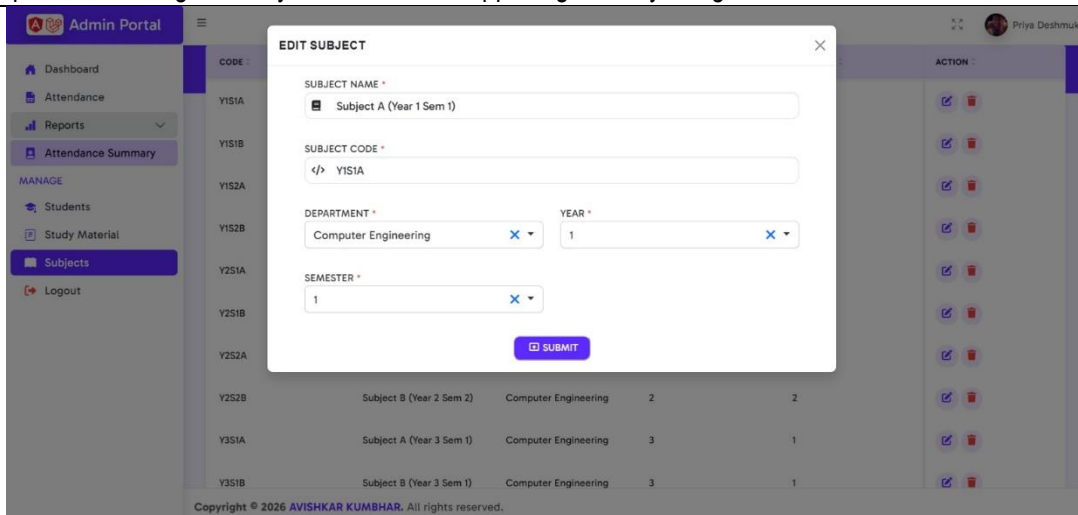 Admin Portal
Priya Deshmuk
Dashboard
Attendance
Reports
Attendance Summary
MANAGE
Students
Study Material
Subjects
Logout
EDIT SUBJECT
SUBJECT NAME *
Subject A (Year 1 Sem 1)
SUBJECT CODE *
</> Y1S1A
DEPARTMENT * YEAR *
Computer Engineering 1
SEMESTER *
1
SUBMIT
CODE ACTION
Y1S1A
Y1S1B
Y1S2A
Y1S2B
Y2S1A
Y2S1B
Y2S2A
Y2S2B Subject B (Year 2 Sem 2) Computer Engineering 2 2
Y3S1A Subject A (Year 3 Sem 1) Computer Engineering 3 1
Y3S1B Subject B (Year 3 Sem 1) Computer Engineering 3 1
Copyright © 2026 AVISHKAR KUMBHAR. All rights reserved.